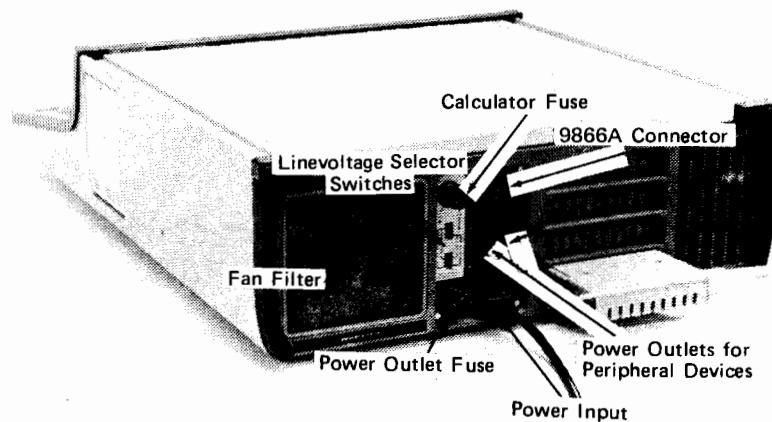 Calculator Fuse
9866A Connector
Linevoltage Selector
Switches
Fan Filter
Power Outlet Fuse
Power Outlets for
Peripheral Devices
Power Input